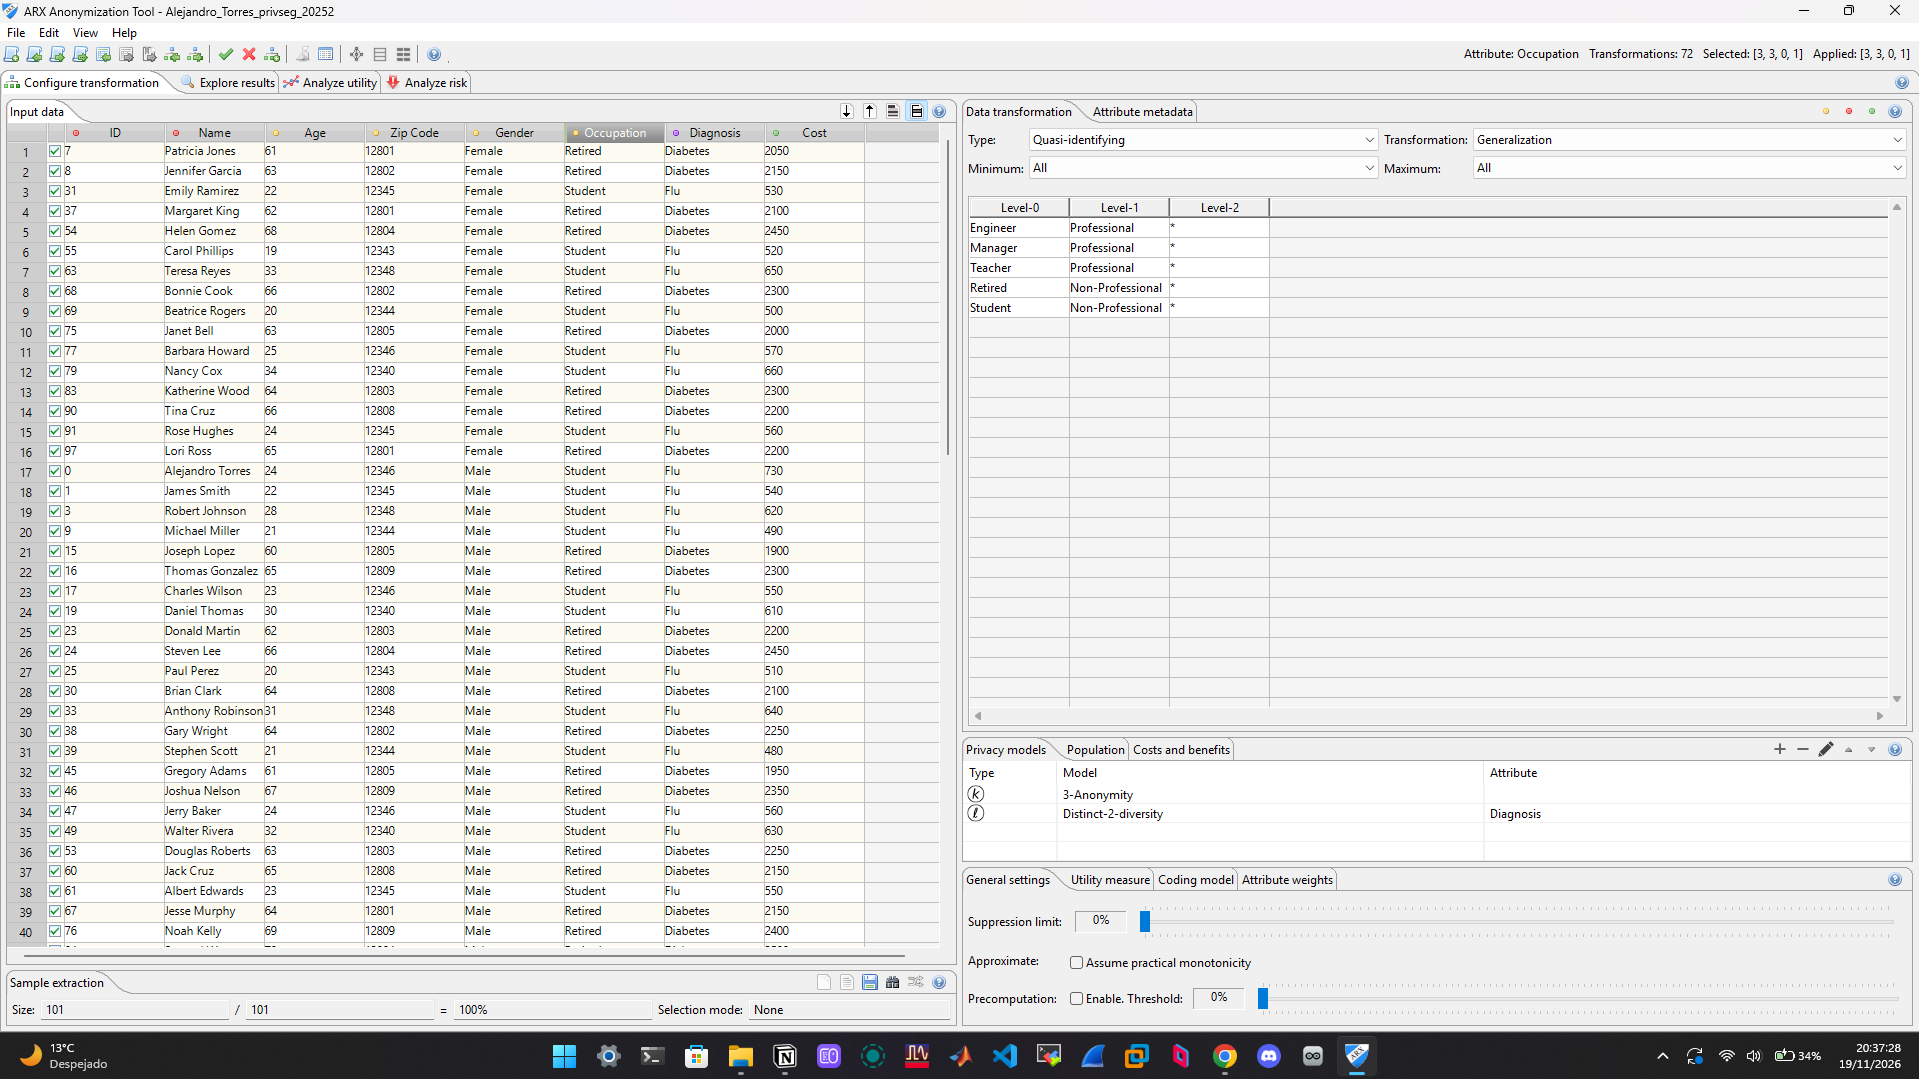 ARX Anonymization Tool - Alejandro_Torres_privseg_20252
File Edit View Help
Attribute: Occupation Transformations: 72 Selected: [3, 3, 0, 1] Applied: [3, 3, 0, 1]
Configure transformation Explore results Analyze utility Analyze risk
Input data
ID Name Age Zip Code Gender Occupation Diagnosis Cost
1 7 Patricia Jones 61 12801 Female Retired Diabetes 2050
2 8 Jennifer Garcia 63 12802 Female Retired Diabetes 2150
3 31 Emily Ramirez 22 12345 Female Student Flu 530
4 37 Margaret King 62 12801 Female Retired Diabetes 2100
5 54 Helen Gomez 68 12804 Female Retired Diabetes 2450
6 55 Carol Phillips 19 12343 Female Student Flu 520
7 63 Teresa Reyes 33 12348 Female Student Flu 650
8 68 Bonnie Cook 66 12802 Female Retired Diabetes 2300
9 69 Beatrice Rogers 20 12344 Female Student Flu 500
10 75 Janet Bell 63 12805 Female Retired Diabetes 2000
11 77 Barbara Howard 25 12346 Female Student Flu 570
12 79 Nancy Cox 34 12340 Female Student Flu 660
13 83 Katherine Wood 64 12803 Female Retired Diabetes 2300
14 90 Tina Cruz 66 12808 Female Retired Diabetes 2200
15 91 Rose Hughes 24 12345 Female Student Flu 560
16 97 Lori Ross 65 12801 Female Retired Diabetes 2200
17 0 Alejandro Torres 24 12346 Male Student Flu 730
18 1 James Smith 22 12345 Male Student Flu 540
19 3 Robert Johnson 28 12348 Male Student Flu 620
20 9 Michael Miller 21 12344 Male Student Flu 490
21 15 Joseph Lopez 60 12805 Male Retired Diabetes 1900
22 16 Thomas Gonzalez 65 12809 Male Retired Diabetes 2300
23 17 Charles Wilson 23 12346 Male Student Flu 550
24 19 Daniel Thomas 30 12340 Male Student Flu 610
25 23 Donald Martin 62 12803 Male Retired Diabetes 2200
26 24 Steven Lee 66 12804 Male Retired Diabetes 2450
27 25 Paul Perez 20 12343 Male Student Flu 510
28 30 Brian Clark 64 12808 Male Retired Diabetes 2100
29 33 Anthony Robinson 31 12348 Male Student Flu 640
30 38 Gary Wright 64 12802 Male Retired Diabetes 2250
31 39 Stephen Scott 21 12344 Male Student Flu 480
32 45 Gregory Adams 61 12805 Male Retired Diabetes 1950
33 46 Joshua Nelson 67 12809 Male Retired Diabetes 2350
34 47 Jerry Baker 24 12346 Male Student Flu 560
35 49 Walter Rivera 32 12340 Male Student Flu 630
36 53 Douglas Roberts 63 12803 Male Retired Diabetes 2250
37 60 Jack Cruz 65 12808 Male Retired Diabetes 2150
38 61 Albert Edwards 23 12345 Male Student Flu 550
39 67 Jesse Murphy 64 12801 Male Retired Diabetes 2150
40 76 Noah Kelly 69 12809 Male Retired Diabetes 2400
Sample extraction
Size: 101 / 101 = 100% Selection mode: None
Data transformation Attribute metadata
Type: Quasi-identifying Transformation: Generalization
Minimum: All Maximum: All
Level-0 Level-1 Level-2
Engineer Professional *
Manager Professional *
Teacher Professional *
Retired Non-Professional *
Student Non-Professional *
Privacy models Population Costs and benefits
Type Model Attribute
k 3-Anonymity
ℓ Distinct-2-diversity Diagnosis
General settings Utility measure Coding model Attribute weights
Suppression limit: 0%
Approximate: Assume practical monotonicity
Precomputation: Enable. Threshold: 0%
13°C
Despejado
ARX
34%
20:37:28
19/11/2026